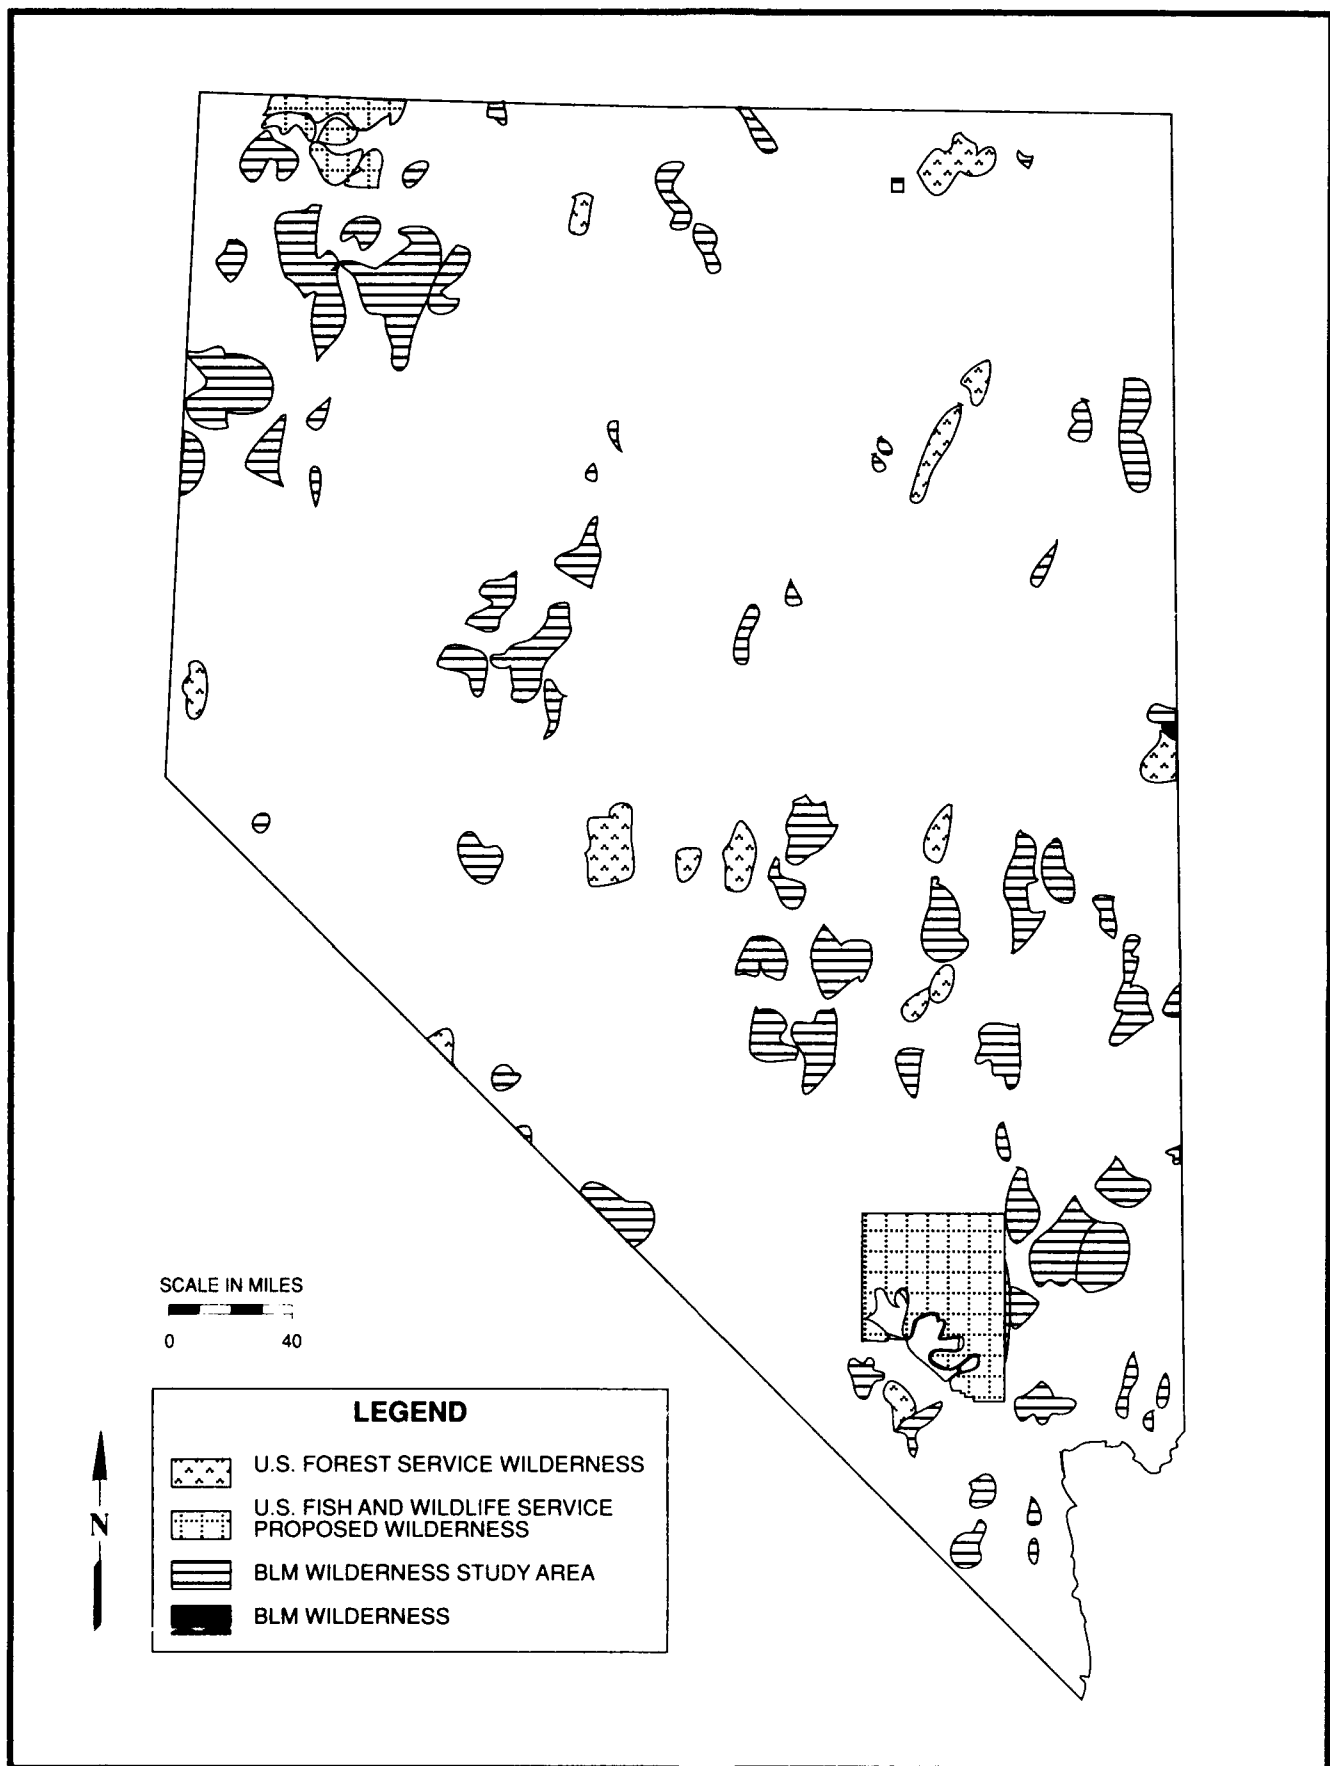 SCALE IN MILES
0 40
LEGEND
U.S. FOREST SERVICE WILDERNESS
U.S. FISH AND WILDLIFE SERVICE
PROPOSED WILDERNESS
BLM WILDERNESS STUDY AREA
BLM WILDERNESS
N